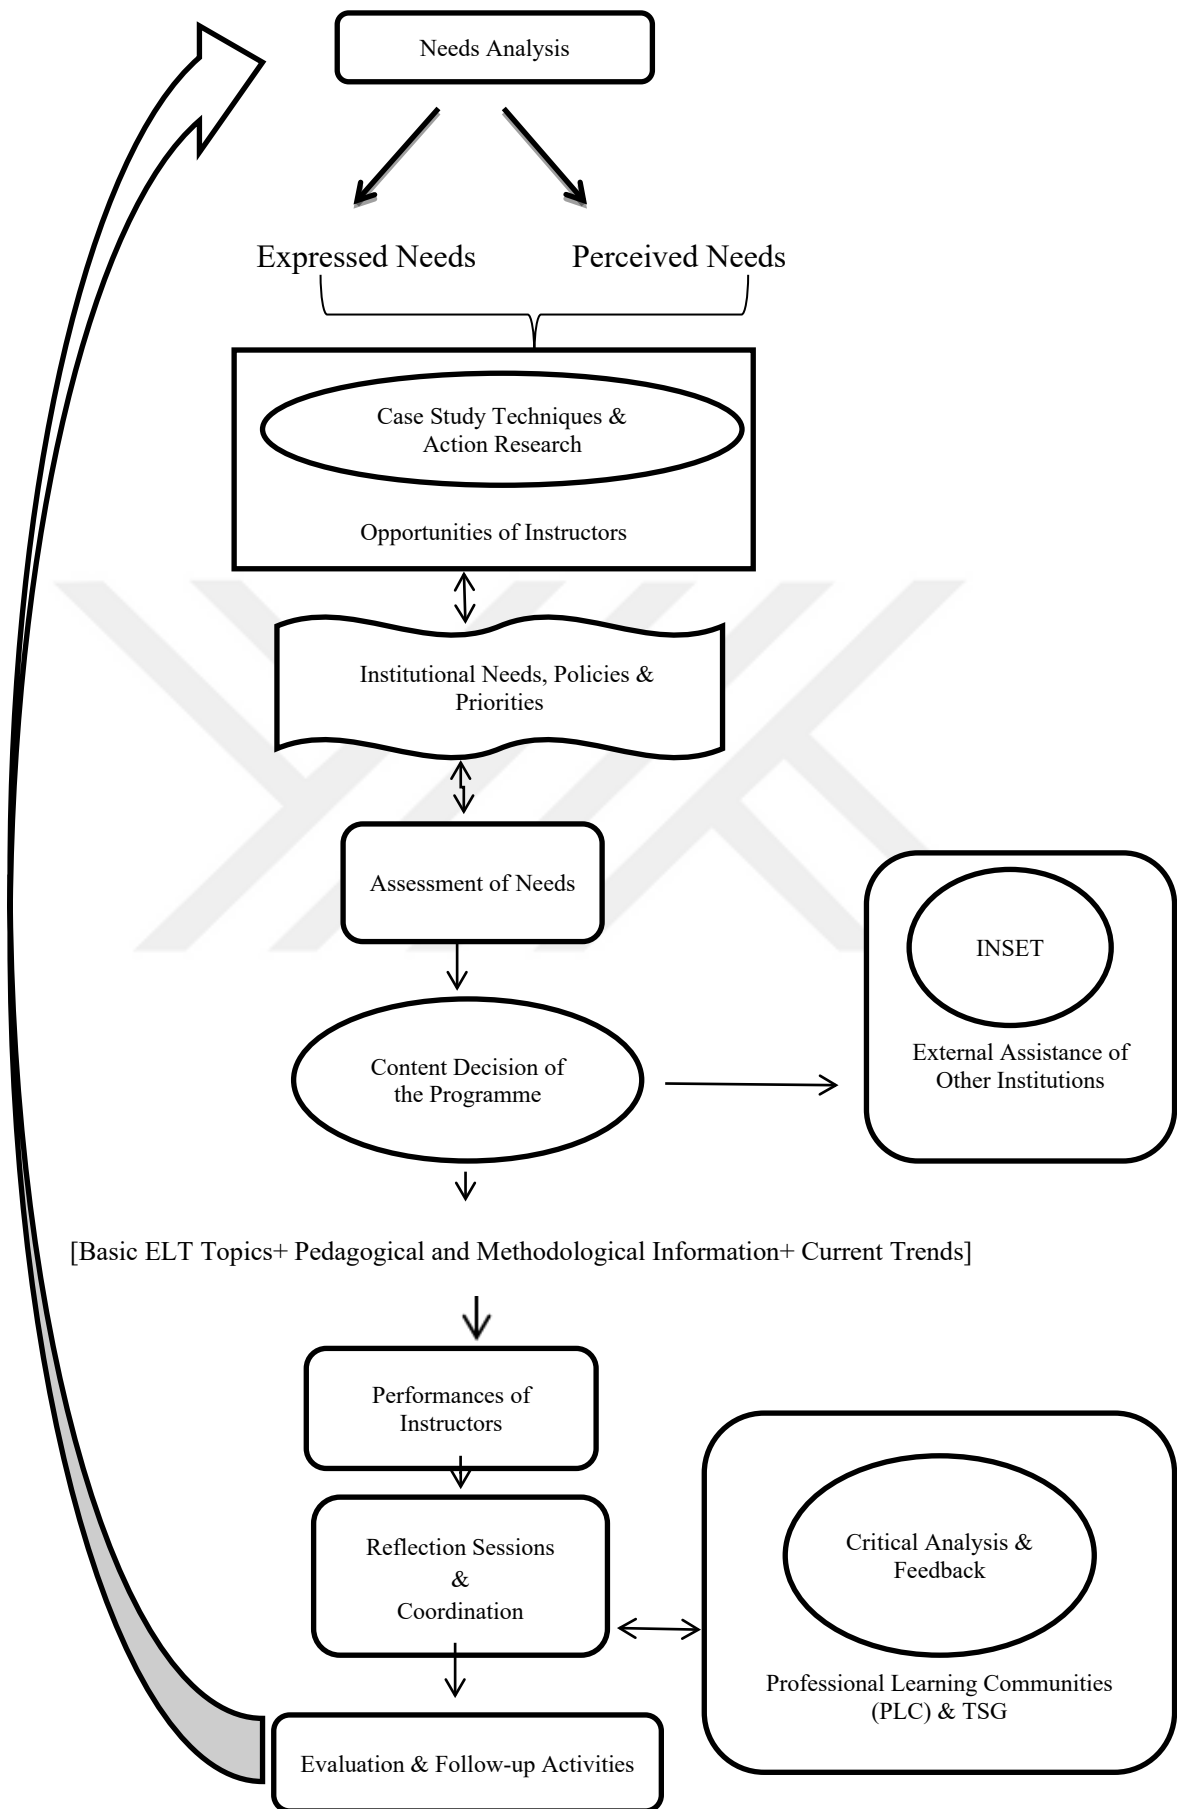 Needs Analysis
Expressed Needs
Perceived Needs
Case Study Techniques &
Action Research
Opportunities of Instructors
Institutional Needs, Policies &
Priorities
Assessment of Needs
INSET
External Assistance of
Other Institutions
Content Decision of
the Programme
[Basic ELT Topics+ Pedagogical and Methodological Information+ Current Trends]
Performances of
Instructors
Reflection Sessions
&
Coordination
Critical Analysis &
Feedback
Professional Learning Communities
(PLC) & TSG
Evaluation & Follow-up Activities